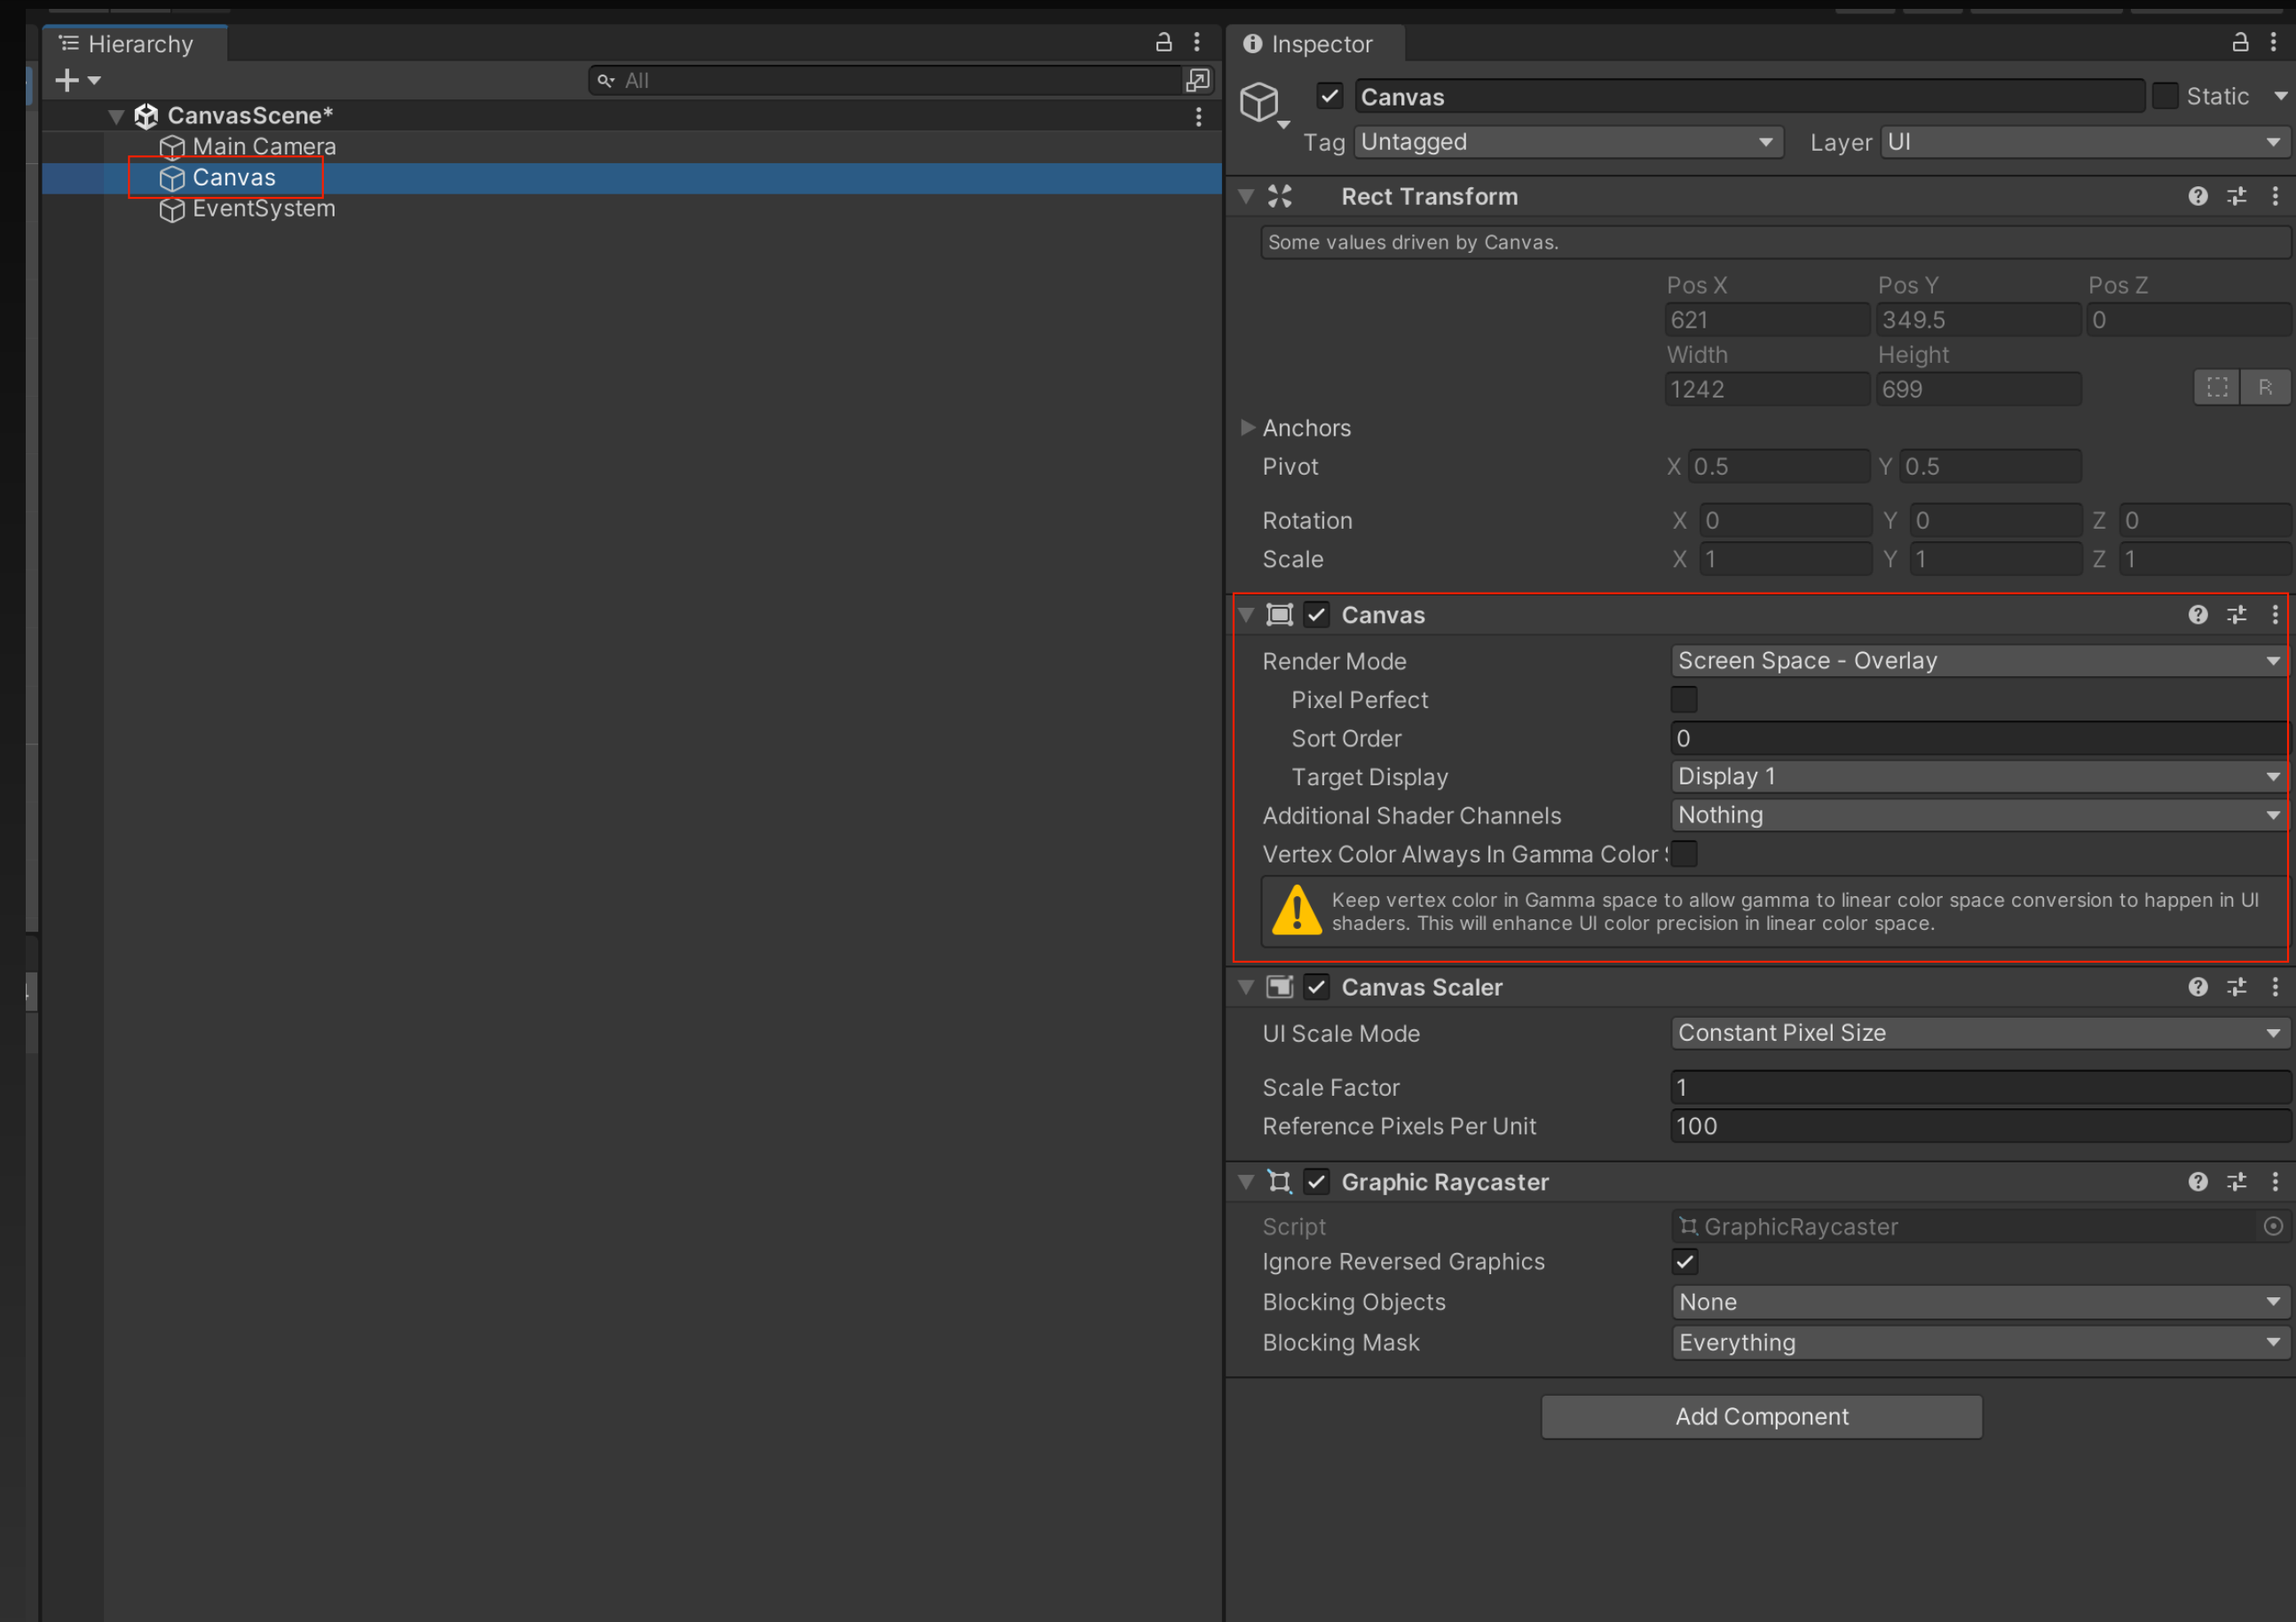 Hierarchy
All
CanvasScene*
Main Camera
Canvas
EventSystem
Inspector
Canvas
Static
Tag Untagged Layer UI
Rect Transform
Some values driven by Canvas.
Pos X Pos Y Pos Z
621 349.5 0
Width Height
1242 699
R
Anchors
Pivot X 0.5 Y 0.5
Rotation X 0 Y 0 Z 0
Scale X 1 Y 1 Z 1
Canvas
Render Mode Screen Space - Overlay
Pixel Perfect
Sort Order 0
Target Display Display 1
Additional Shader Channels Nothing
Vertex Color Always In Gamma Color
Keep vertex color in Gamma space to allow gamma to linear color space conversion to happen in UI
shaders. This will enhance UI color precision in linear color space.
Canvas Scaler
UI Scale Mode Constant Pixel Size
Scale Factor 1
Reference Pixels Per Unit 100
Graphic Raycaster
Script GraphicRaycaster
Ignore Reversed Graphics
Blocking Objects None
Blocking Mask Everything
Add Component